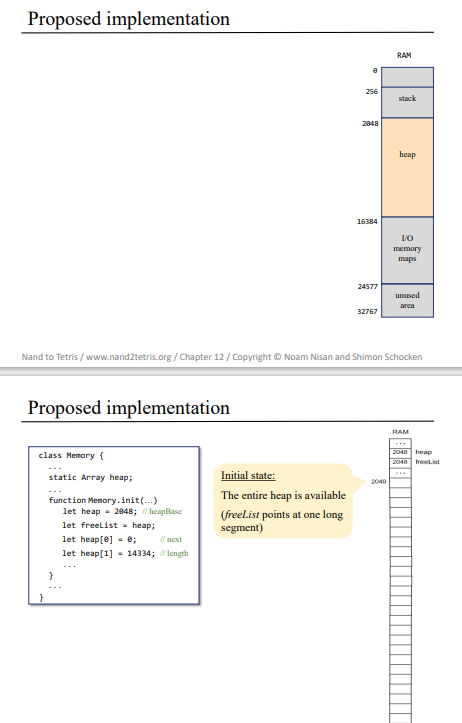 Proposed implementation
RAM
0
256
stack
2048
heap
16384
I/O
memory
maps
24577
unused
area
32767
Nand to Tetris / www.nand2tetris.org / Chapter 12 / Copyright © Noam Nisan and Shimon Schocken
Proposed implementation
RAM
...
2048 heap
2048 freeList
...
2048
class Memory {
...
static Array heap;
...
function Memory.init(…)
let heap = 2048; // heapBase
let freeList = heap;
let heap[0] = 0; // next
let heap[1] = 14334; // length
...
}
...
}
Initial state:
The entire heap is available
(freeList points at one long
segment)